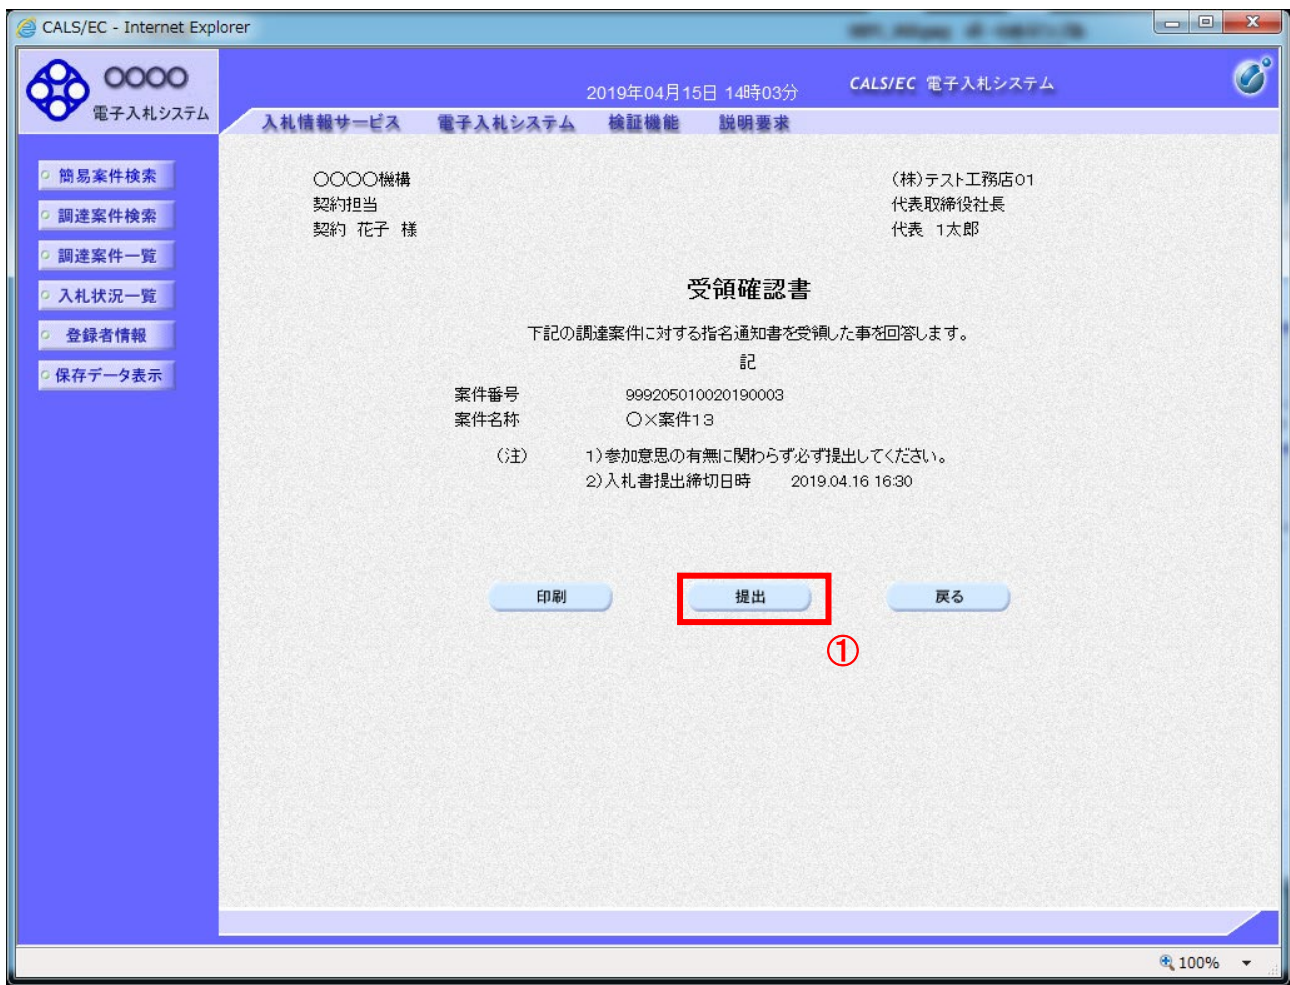 CALS/EC - Internet Explorer
OOOO
電子入札システム
2019年04月15日 14時03分
CALS/EC 電子入札システム
入札情報サービス 電子入札システム 検証機能 説明要求
簡易案件検索
調達案件検索
調達案件一覧
入札状況一覧
登録者情報
保存データ表示
〇〇〇〇機構
契約担当
契約 花子 様
(株)テスト工務店01
代表取締役社長
代表 1太郎
受領確認書
下記の調達案件に対する指名通知書を受領した事を回答します。
記
案件番号 999205010020190003
案件名称 〇×案件13
(注) 1)参加意思の有無に関わらず必ず提出してください。
2)入札書提出締切日時 2019.04.16 16:30
印刷
提出
戻る
①
100%